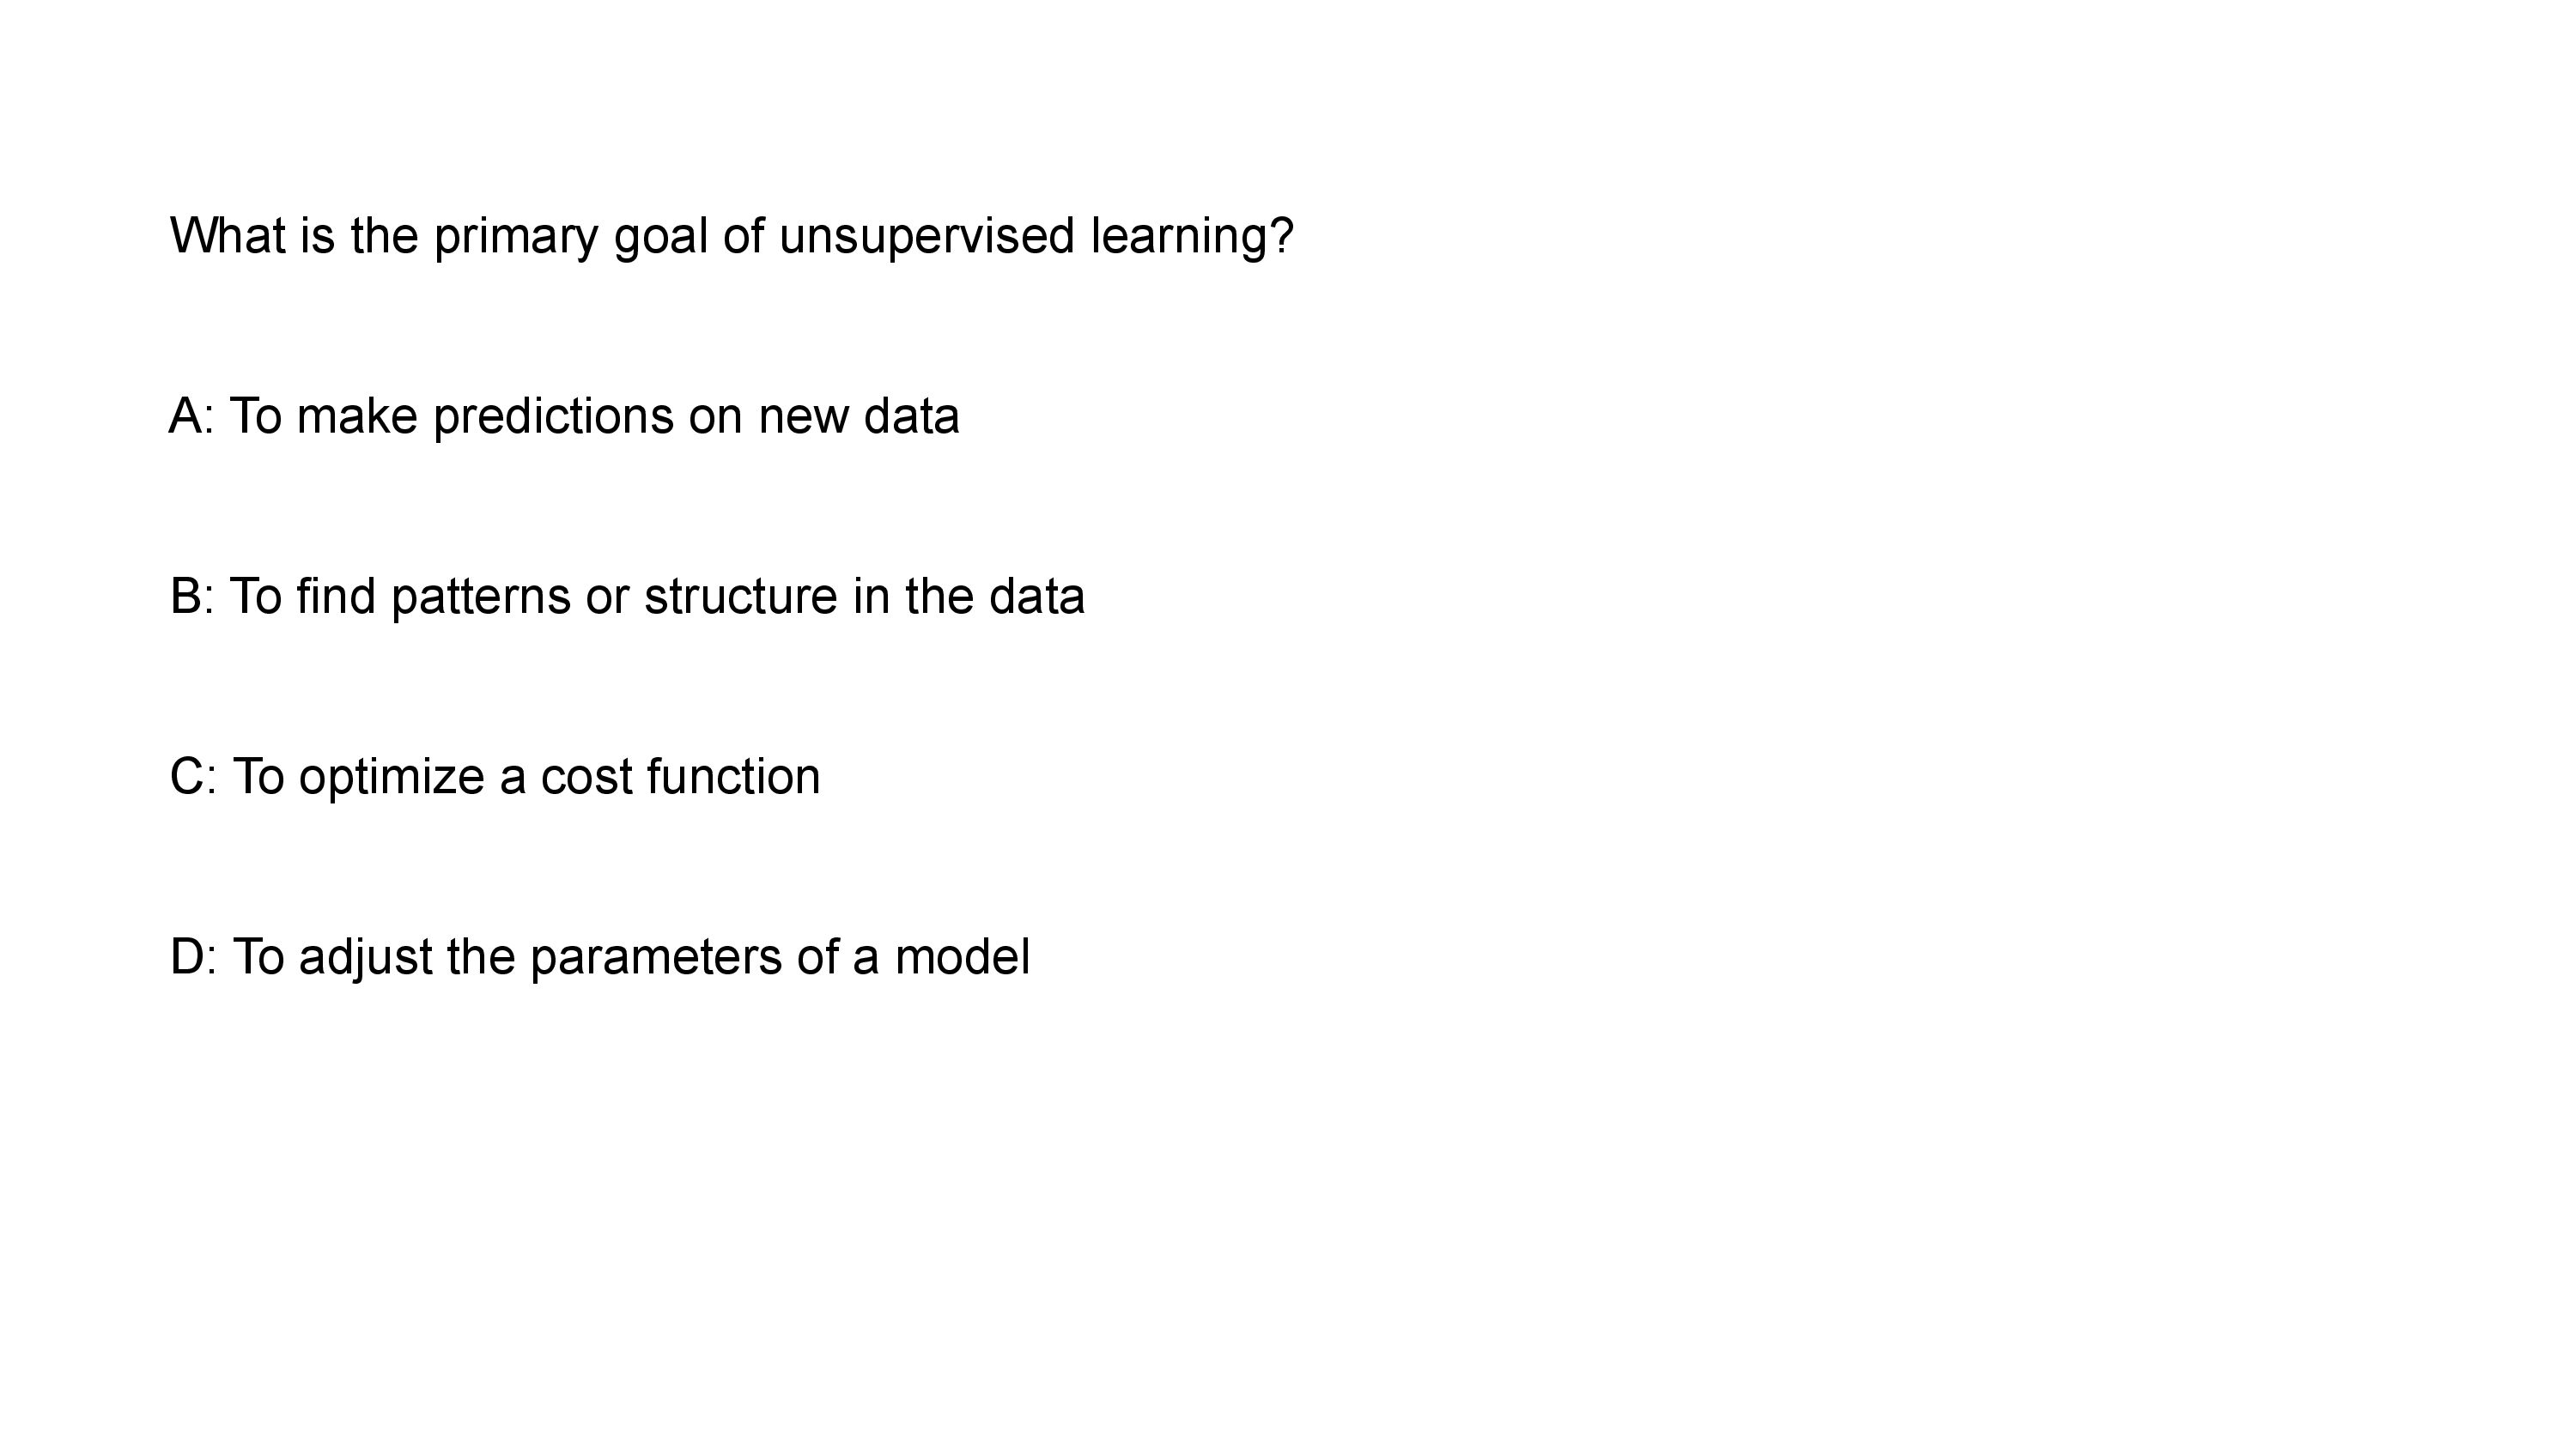 What is the primary goal of unsupervised learning?
A: To make predictions on new data
B: To find patterns or structure in the data
C: To optimize a cost function
D: To adjust the parameters of a model